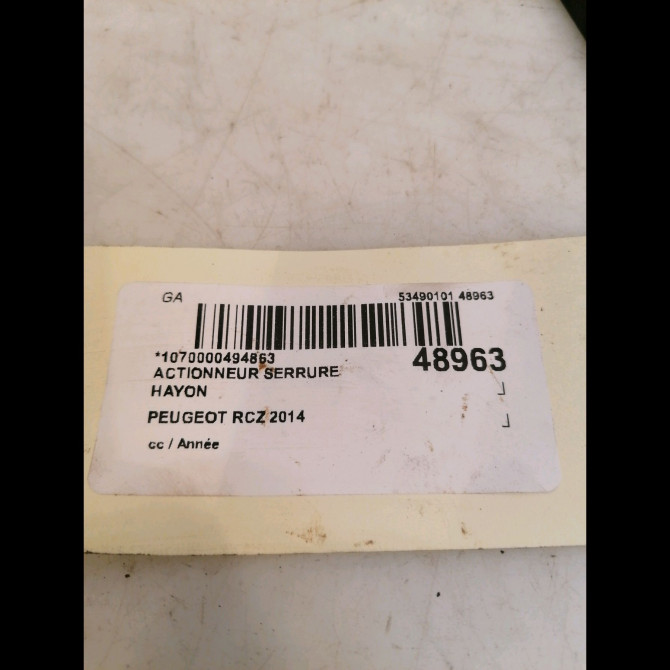 GA 53490101 48963
*1070000494863 48963
ACTIONNEUR SERRURE
HAYON
PEUGEOT RCZ 2014
cc / Année